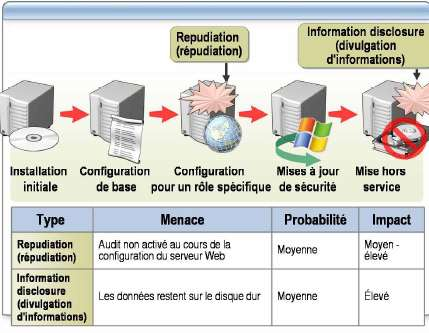 Repudiation
(répudiation)
Information disclosure
(divulgation
d'informations)
Installation
initiale
Configuration
de base
Configuration
pour un rôle spécifique
Mises à jour
de sécurité
Mise hors
service
Type
Menace
Probabilité
Impact
Repudiation
(répudiation)
Audit non activé au cours de la
configuration du serveur Web
Moyenne
Moyen -
élevé
Information
disclosure
(divulgation
d'informations)
Les données restent sur le disque dur
Moyenne
Élevé